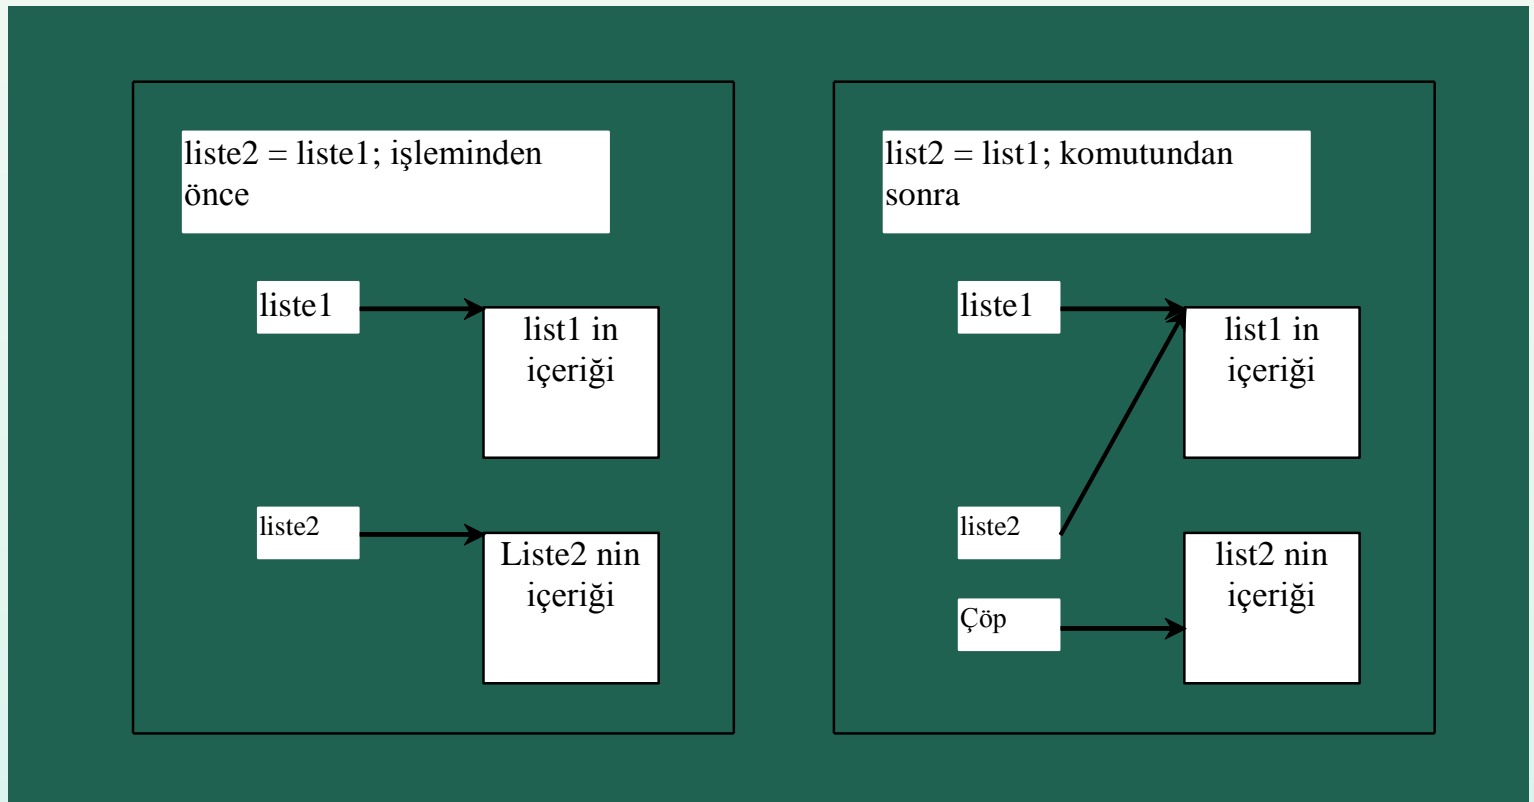 liste2 = liste1; işleminden
önce
liste1
list1 in
içeriği
liste2
Liste2 nin
içeriği
list2 = list1; komutundan
sonra
liste1
list1 in
içeriği
liste2
list2 nin
içeriği
Çöp